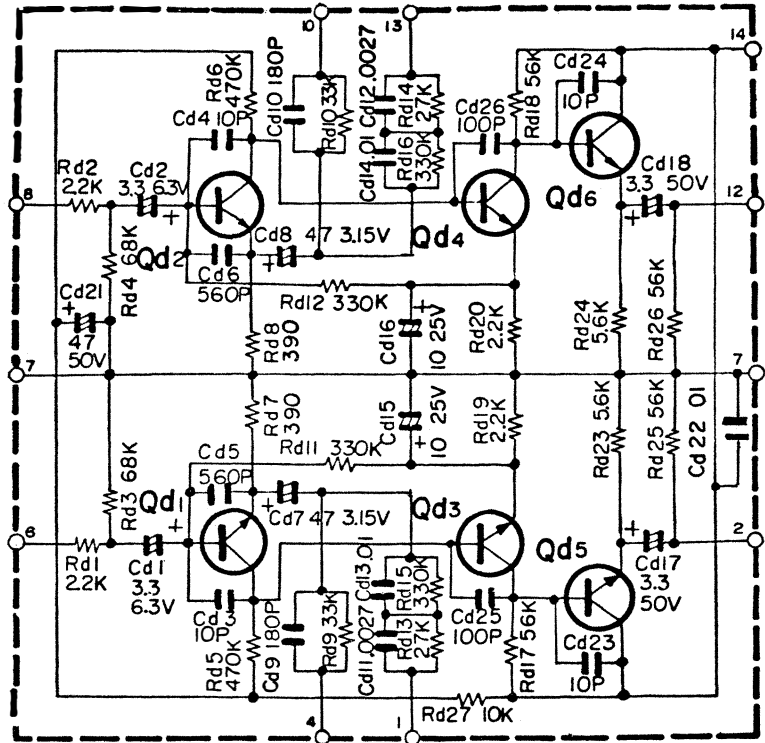 10
13
14
Rd6
470K
Cd4 10P
Cd10 180P
Rd10 33K
Cd12 .0027
Rd14
27K
Cd14 .01
Rd16
330K
Cd26
100P
Rd18 56K
Cd24
10P
Rd2
2.2K
Cd2
3.3 6.3V
+
8
Qd2
Cd8 47 3.15V
+
Qd4
Qd6
Cd18
3.3 50V
+
12
Rd4 68K
Cd6
560P
Cd21
+
47
50V
Rd12 330K
Rd8
390
Cd16
+
10 25V
Rd20
2.2K
Rd24
5.6K
Rd26 56K
7
7
Rd7
390
Cd15
+
10 25V
Rd19
2.2K
Rd23 5.6K
Rd25 56K
Cd22 .01
Rd3 68K
Cd5
560P
Rd11 330K
Qd1
+
Cd7 47 3.15V
Qd3
Qd5
6
Rd1
2.2K
Cd1
+
3.3
6.3V
Cd3
10P
Rd5
470K
Cd9 180P
Rd9 33K
Cd13 .01
Rd15
330K
Cd11 .0027
Rd13
27K
Cd25
100P
Rd17 56K
Cd23
10P
+
Cd17
3.3
50V
2
Rd27 10K
4
1